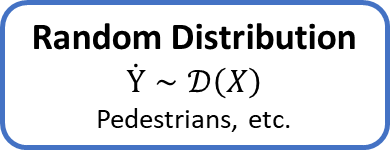 Random Distribution
Ẏ ~ 𝒟(X)
Pedestrians, etc.